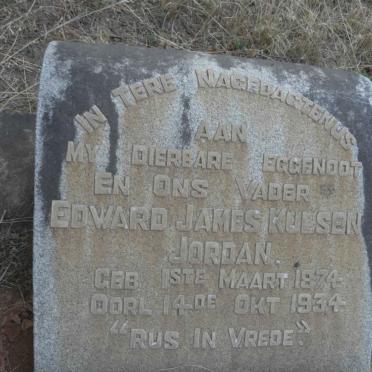 IN TERE NAGEDAGTENUS
AAN
MY DIERBARE EGGENOOT
EN ONS VADER
EDWARD JAMES KUESEN
JORDAN.
GEB. 1STE MAART 1874
OORL 14DE OKT 1934
"RUS IN VREDE."